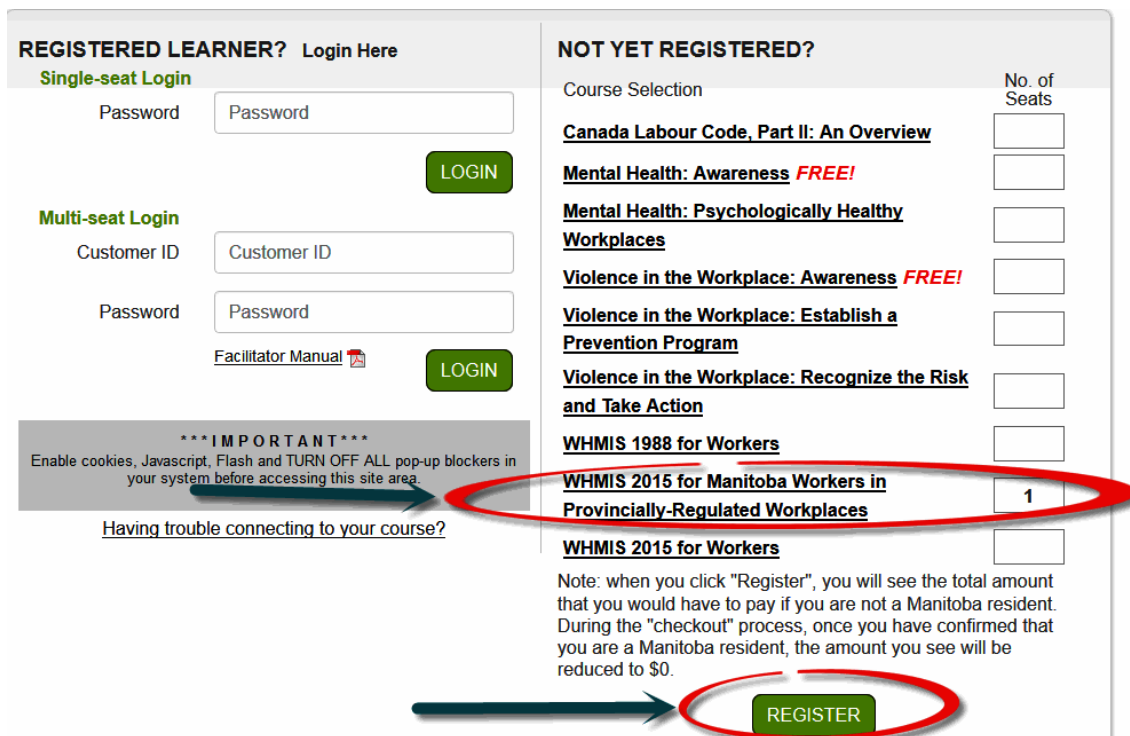 REGISTERED LEARNER? Login Here
Single-seat Login
Password
Password
LOGIN
Multi-seat Login
Customer ID
Customer ID
Password
Password
Facilitator Manual
LOGIN
***IMPORTANT***
Enable cookies, Javascript, Flash and TURN OFF ALL pop-up blockers in
your system before accessing this site area.
Having trouble connecting to your course?
NOT YET REGISTERED?
Course Selection
No. of
Seats
Canada Labour Code, Part II: An Overview
Mental Health: Awareness FREE!
Mental Health: Psychologically Healthy
Workplaces
Violence in the Workplace: Awareness FREE!
Violence in the Workplace: Establish a
Prevention Program
Violence in the Workplace: Recognize the Risk
and Take Action
WHMIS 1988 for Workers
WHMIS 2015 for Manitoba Workers in
Provincially-Regulated Workplaces
1
WHMIS 2015 for Workers
Note: when you click "Register", you will see the total amount
that you would have to pay if you are not a Manitoba resident.
During the "checkout" process, once you have confirmed that
you are a Manitoba resident, the amount you see will be
reduced to $0.
REGISTER